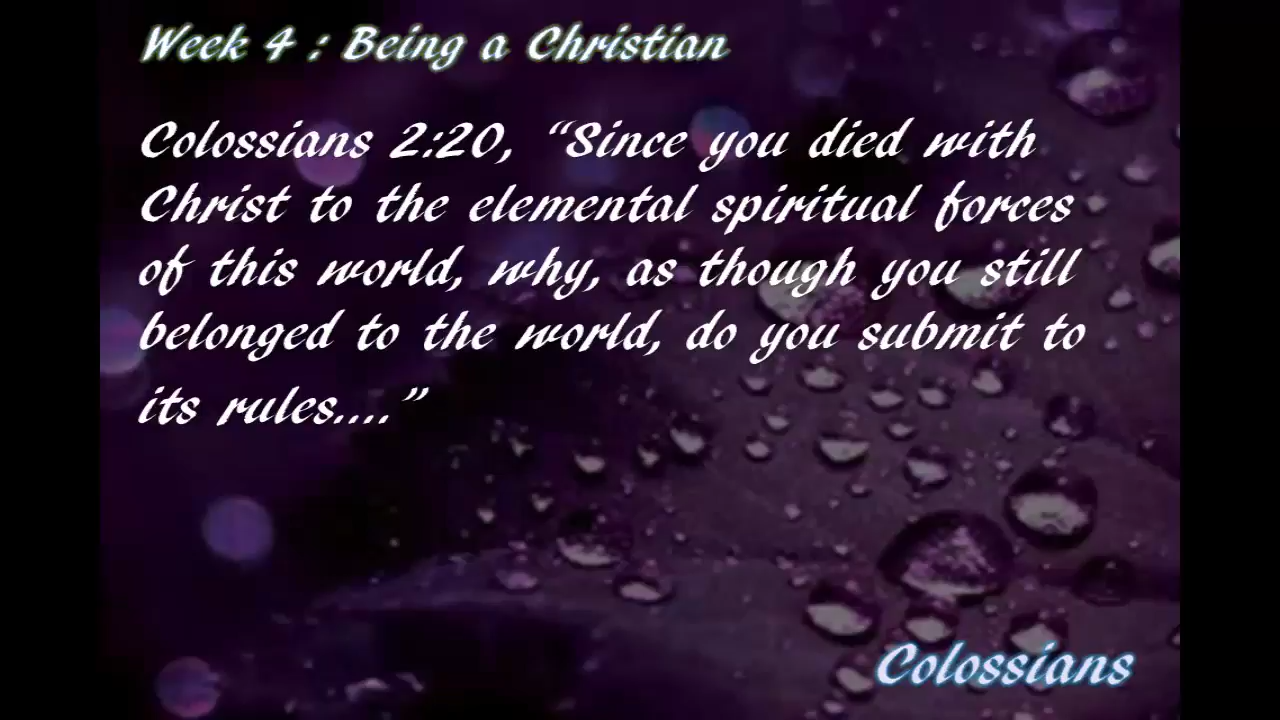 Week 4 : Being a Christian
Colossians 2:20, “Since you died with
Christ to the elemental spiritual forces
of this world, why, as though you still
belonged to the world, do you submit to
its rules....”
Colossians